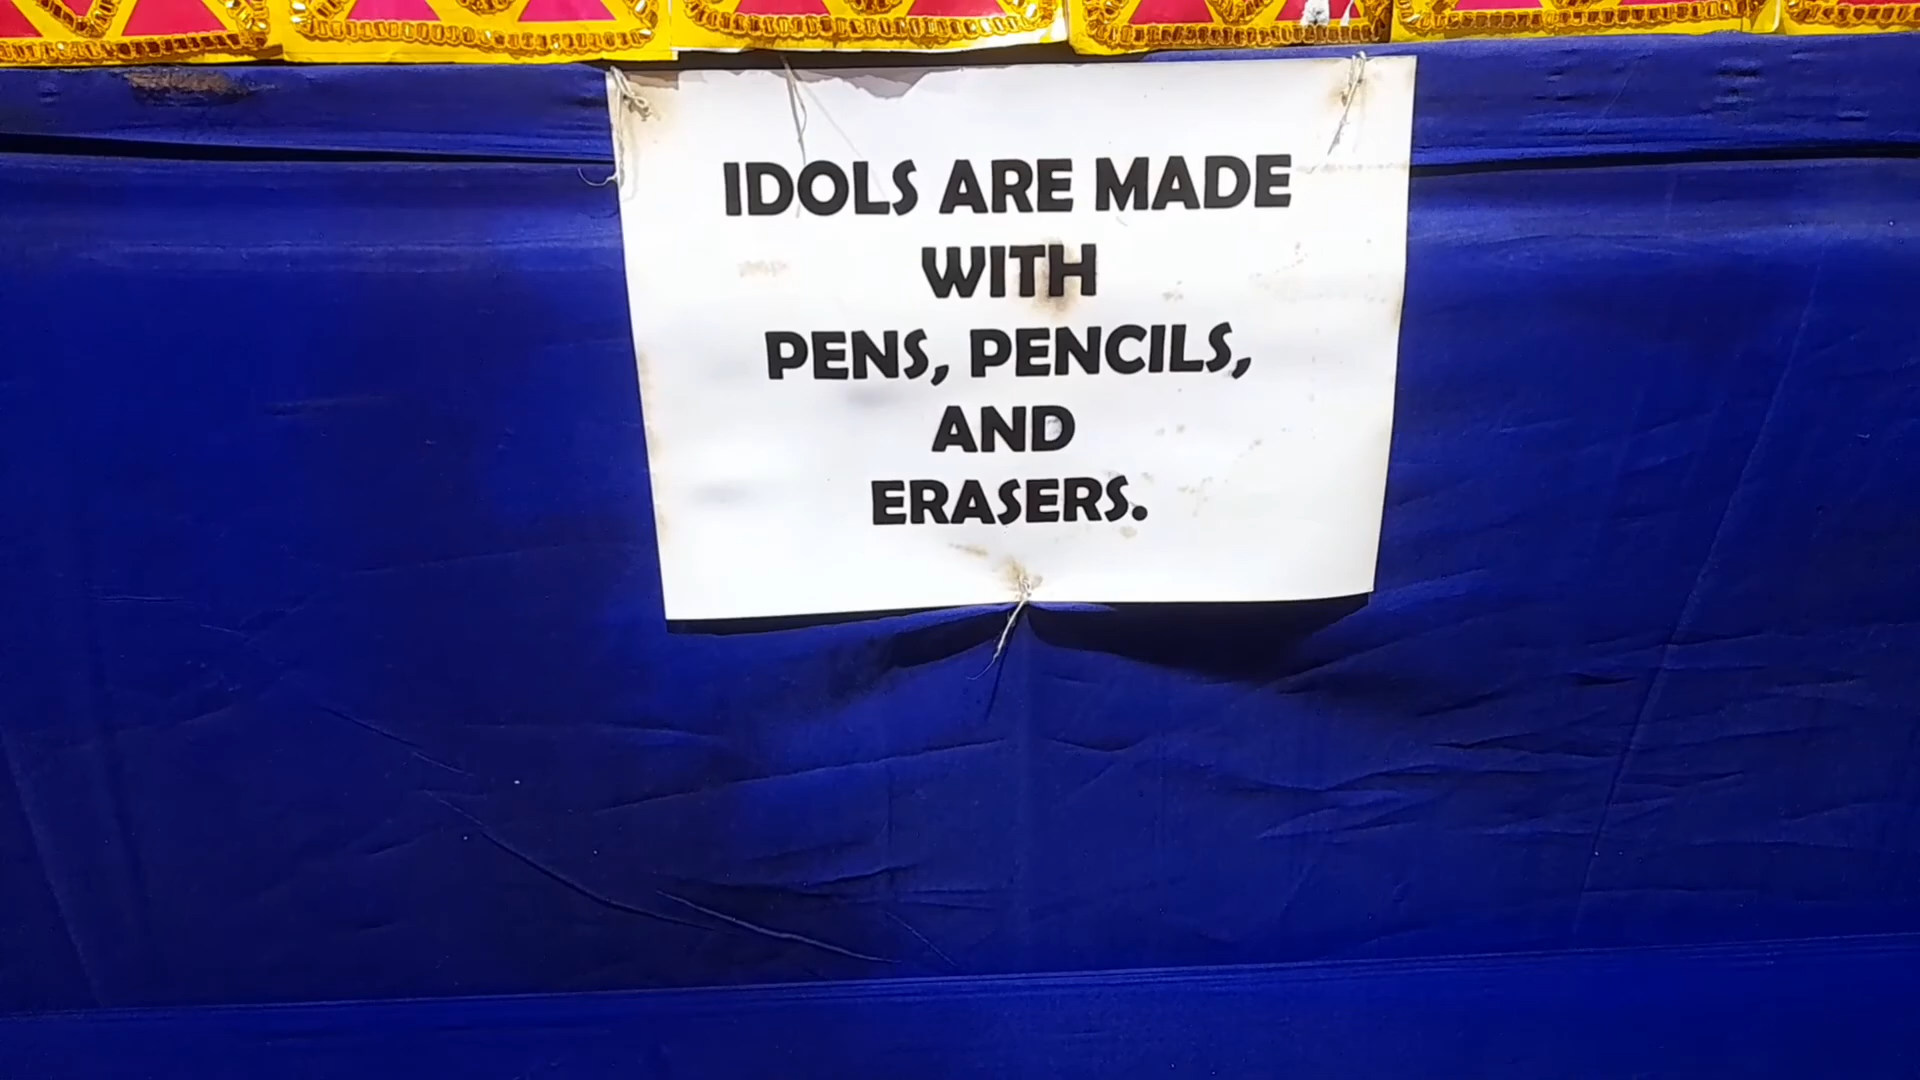 IDOLS ARE MADE
WITH
PENS, PENCILS,
AND
ERASERS.